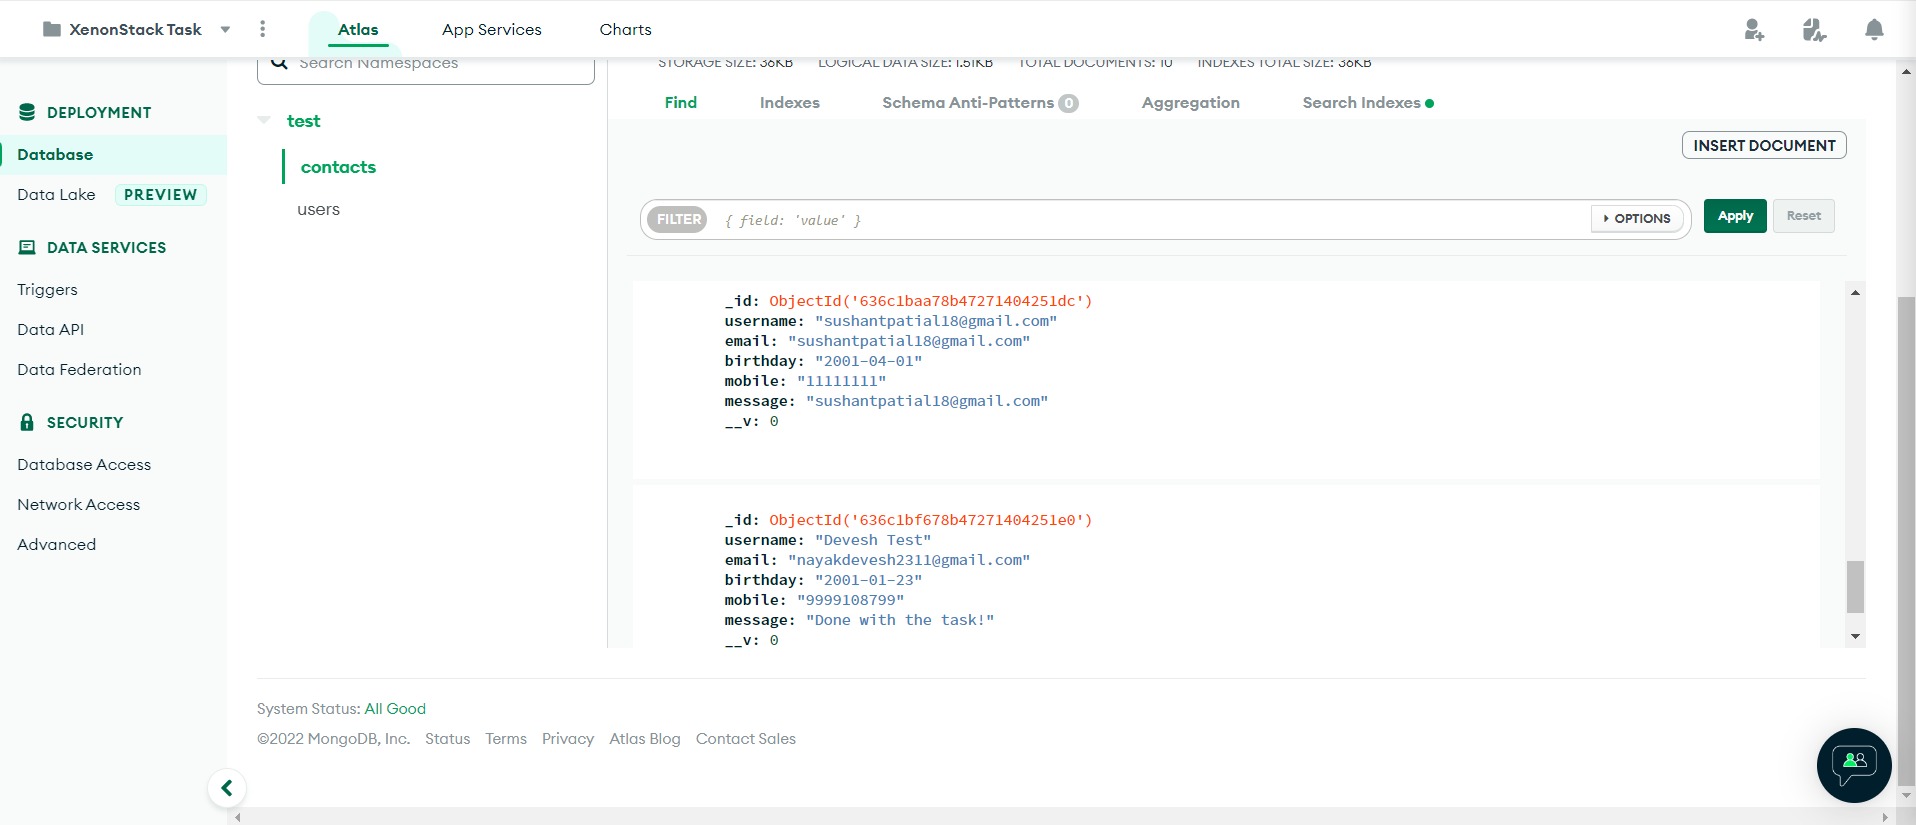 XenonStack Task
Atlas
App Services
Charts
DEPLOYMENT
Database
Data Lake PREVIEW
DATA SERVICES
Triggers
Data API
Data Federation
SECURITY
Database Access
Network Access
Advanced
Search Namespaces
test
contacts
users
STORAGE SIZE: 36KB LOGICAL DATA SIZE: 1.51KB TOTAL DOCUMENTS: 10 INDEXES TOTAL SIZE: 36KB
Find Indexes Schema Anti-Patterns 0 Aggregation Search Indexes
INSERT DOCUMENT
FILTER { field: 'value' } OPTIONS Apply Reset
_id: ObjectId('636c1baa78b47271404251dc')
username: "sushantpatial18@gmail.com"
email: "sushantpatial18@gmail.com"
birthday: "2001-04-01"
mobile: "11111111"
message: "sushantpatial18@gmail.com"
__v: 0
_id: ObjectId('636c1bf678b47271404251e0')
username: "Devesh Test"
email: "nayakdevesh2311@gmail.com"
birthday: "2001-01-23"
mobile: "9999108799"
message: "Done with the task!"
__v: 0
System Status: All Good
©2022 MongoDB, Inc. Status Terms Privacy Atlas Blog Contact Sales